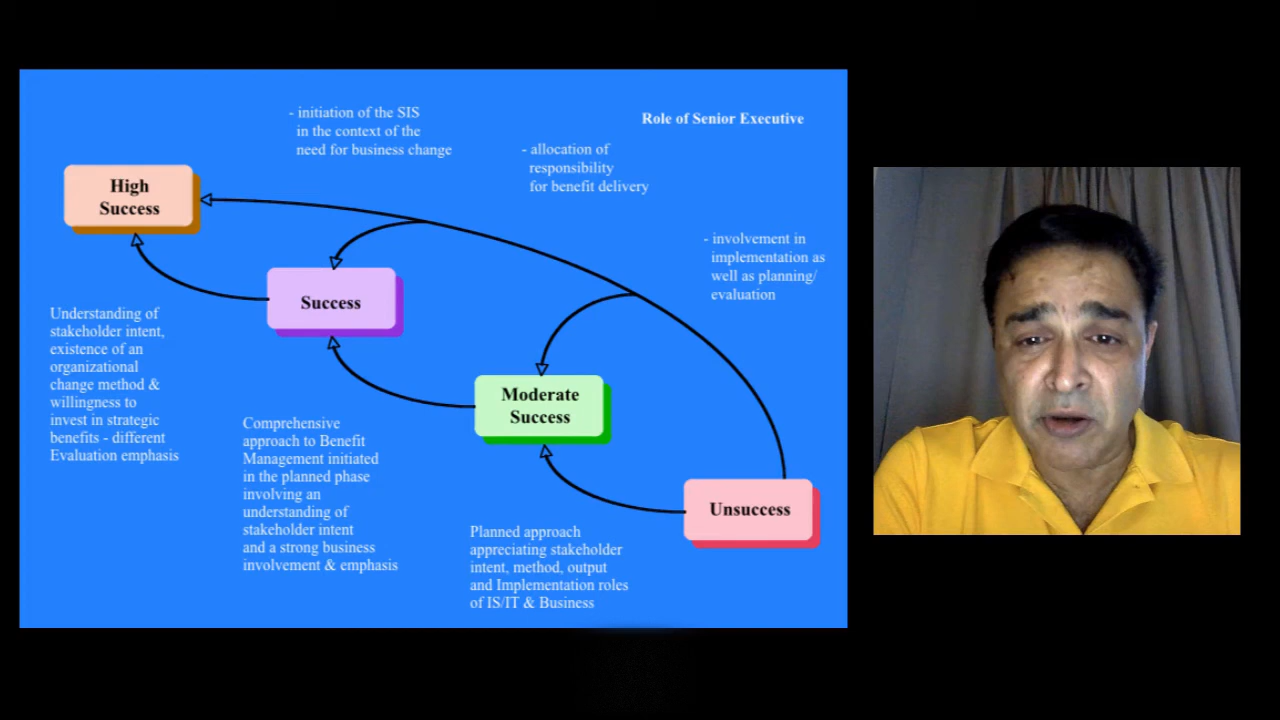 Role of Senior Executive
- initiation of the SIS
in the context of the
need for business change
- allocation of
responsibility
for benefit delivery
- involvement in
implementation as
well as planning/
evaluation
High
Success
Success
Moderate
Success
Unsuccess
Understanding of
stakeholder intent,
existence of an
organizational
change method &
willingness to
invest in strategic
benefits - different
Evaluation emphasis
Comprehensive
approach to Benefit
Management initiated
in the planned phase
involving an
understanding of
stakeholder intent
and a strong business
involvement & emphasis
Planned approach
appreciating stakeholder
intent, method, output
and Implementation roles
of IS/IT & Business